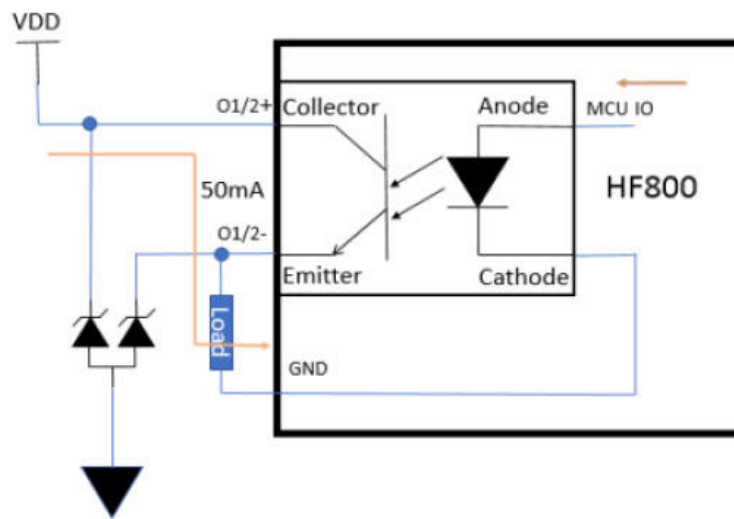 VDD
O1/2+
Collector
Anode
MCU IO
50mA
HF800
O1/2-
Emitter
Cathode
Load
GND